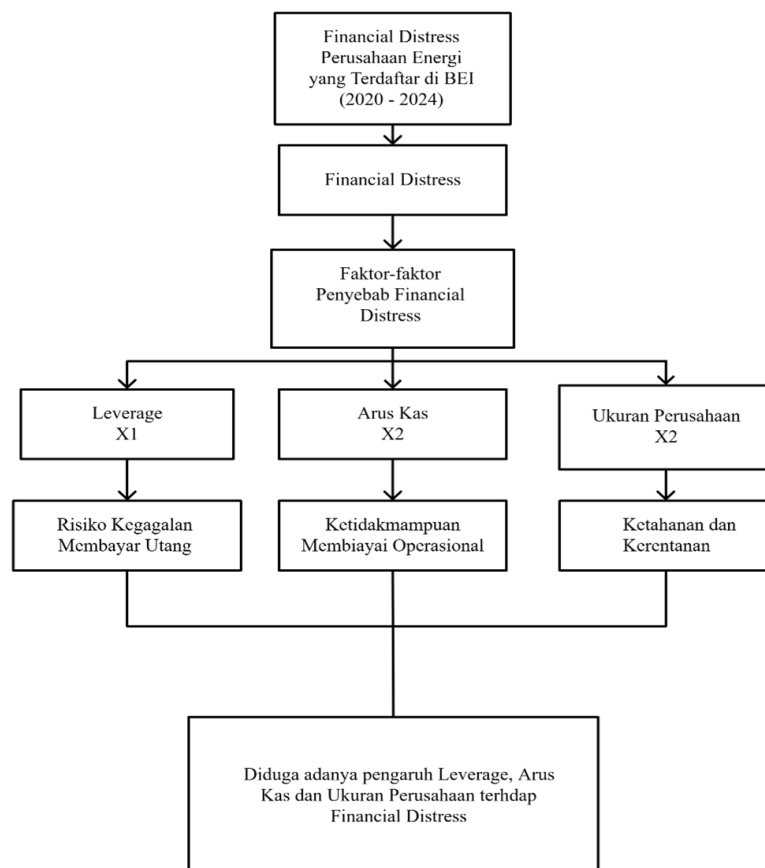 Financial Distress
Perusahaan Energi
yang Terdaftar di BEI
(2020 - 2024)
Financial Distress
Faktor-faktor
Penyebab Financial
Distress
Leverage
X1
Arus Kas
X2
Ukuran Perusahaan
X2
Risiko Kegagalan
Membayar Utang
Ketidakmampuan
Membiayai Operasional
Ketahanan dan
Kerentanan
Diduga adanya pengaruh Leverage, Arus
Kas dan Ukuran Perusahaan terhdap
Financial Distress